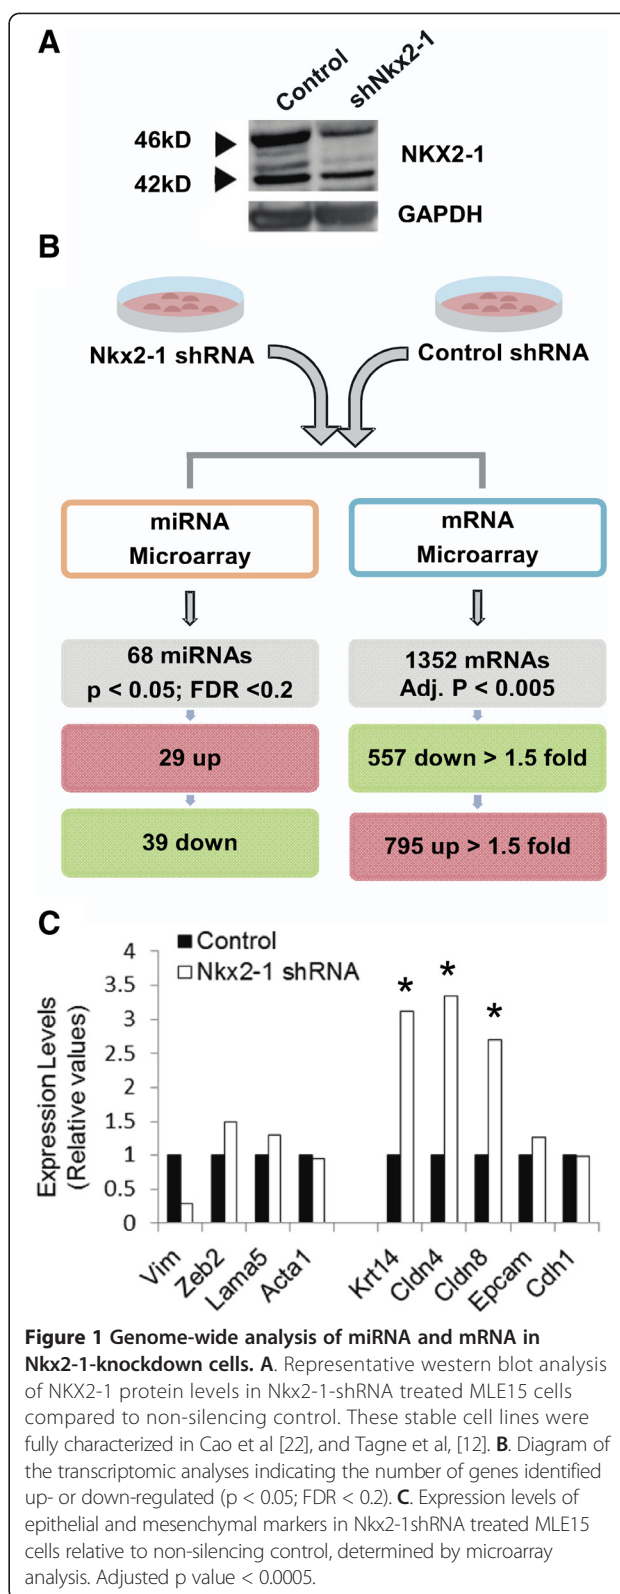 A
Control
shNkx2-1
46kD
NKX2-1
42kD
GAPDH
B
Nkx2-1 shRNA
Control shRNA
miRNA
Microarray
mRNA
Microarray
68 miRNAs
p < 0.05; FDR <0.2
1352 mRNAs
Adj. P < 0.005
29 up
557 down > 1.5 fold
39 down
795 up > 1.5 fold
C
Control
Nkx2-1 shRNA
Expression Levels
(Relative values)
4
3.5
3
2.5
2
1.5
1
0.5
0
* * *
Vim
Zeb2
Lama5
Acta1
Krt14
Cldn4
Cldn8
Epcam
Cdh1
Figure 1 Genome-wide analysis of miRNA and mRNA in
Nkx2-1-knockdown cells. A. Representative western blot analysis
of NKX2-1 protein levels in Nkx2-1-shRNA treated MLE15 cells
compared to non-silencing control. These stable cell lines were
fully characterized in Cao et al [22], and Tagne et al, [12]. B. Diagram of
the transcriptomic analyses indicating the number of genes identified
up- or down-regulated (p < 0.05; FDR < 0.2). C. Expression levels of
epithelial and mesenchymal markers in Nkx2-1shRNA treated MLE15
cells relative to non-silencing control, determined by microarray
analysis. Adjusted p value < 0.0005.